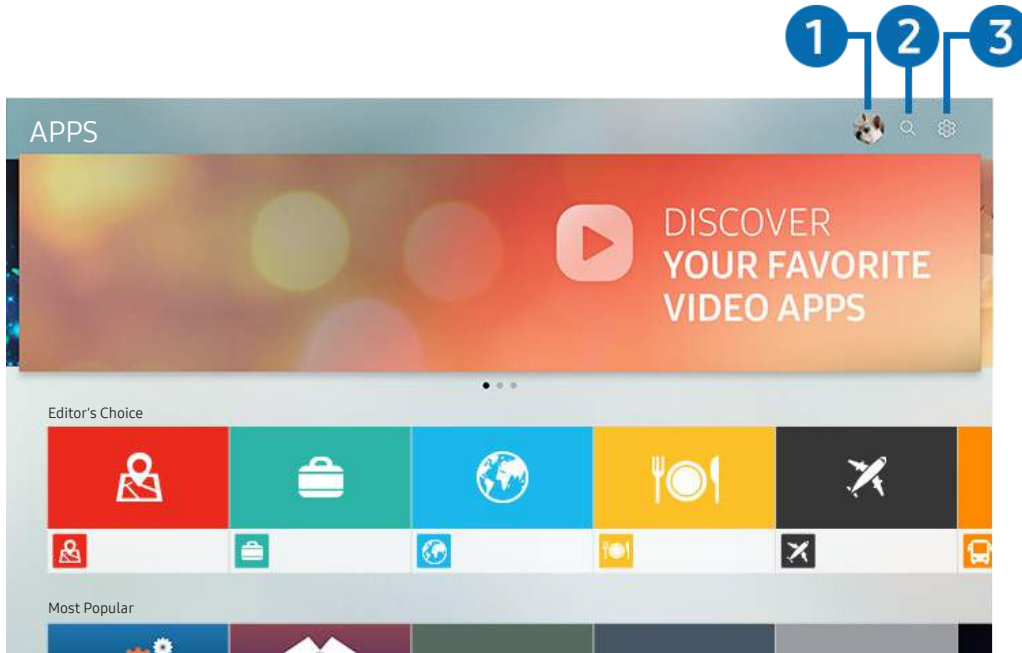 1 2 3
APPS
DISCOVER
YOUR FAVORITE
VIDEO APPS
Editor's Choice
Most Popular